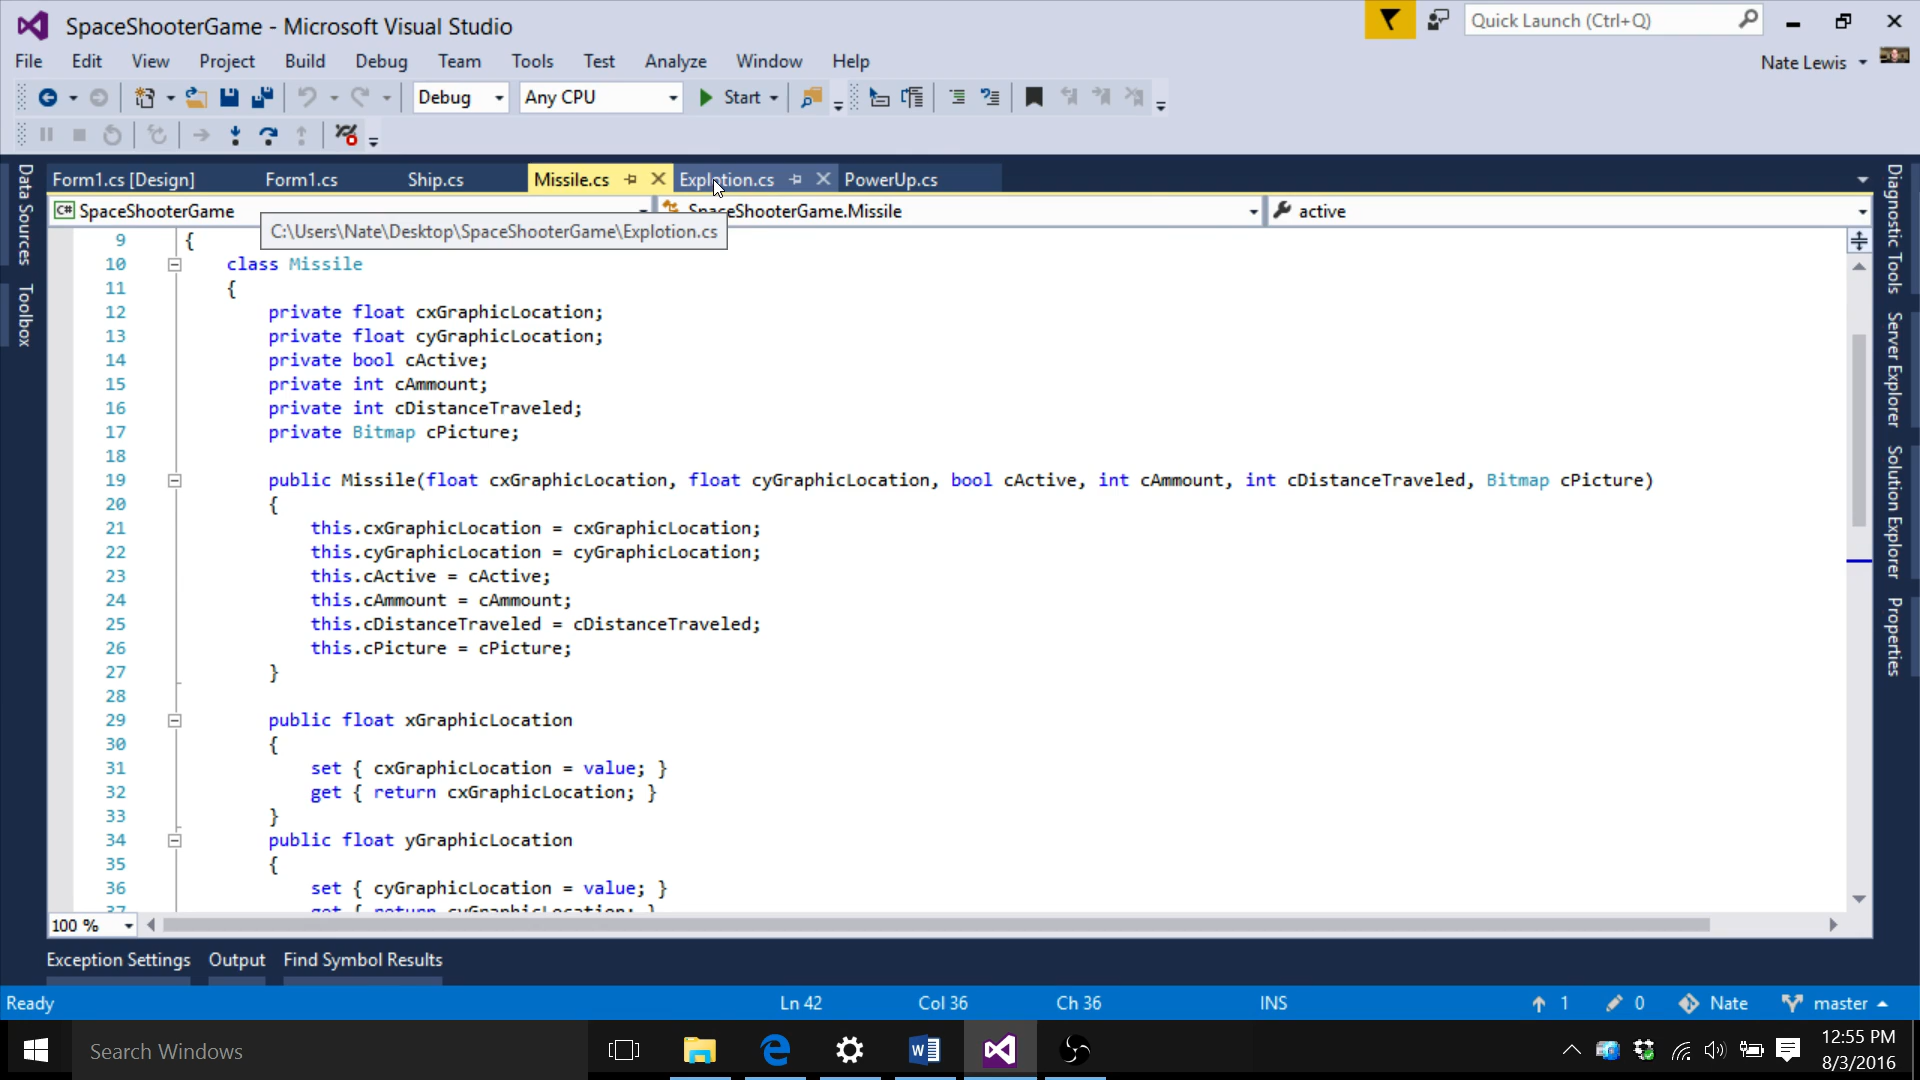 SpaceShooterGame - Microsoft Visual Studio
Quick Launch (Ctrl+Q)
File Edit View Project Build Debug Team Tools Test Analyze Window Help
Nate Lewis
Debug Any CPU Start
Form1.cs [Design] Form1.cs Ship.cs Missile.cs Explotion.cs PowerUp.cs
C# SpaceShooterGame SpaceShooterGame.Missile active
C:\Users\Nate\Desktop\SpaceShooterGame\Explotion.cs
Data Sources
Toolbox
Diagnostic Tools
Server Explorer
Solution Explorer
Properties
9 {
10 class Missile
11 {
12 private float cxGraphicLocation;
13 private float cyGraphicLocation;
14 private bool cActive;
15 private int cAmmount;
16 private int cDistanceTraveled;
17 private Bitmap cPicture;
18
19 public Missile(float cxGraphicLocation, float cyGraphicLocation, bool cActive, int cAmmount, int cDistanceTraveled, Bitmap cPicture)
20 {
21 this.cxGraphicLocation = cxGraphicLocation;
22 this.cyGraphicLocation = cyGraphicLocation;
23 this.cActive = cActive;
24 this.cAmmount = cAmmount;
25 this.cDistanceTraveled = cDistanceTraveled;
26 this.cPicture = cPicture;
27 }
28
29 public float xGraphicLocation
30 {
31 set { cxGraphicLocation = value; }
32 get { return cxGraphicLocation; }
33 }
34 public float yGraphicLocation
35 {
36 set { cyGraphicLocation = value; }
37 get { return cyGraphicLocation; }
100 %
Exception Settings Output Find Symbol Results
Ready Ln 42 Col 36 Ch 36 INS 1 0 Nate master
Search Windows
12:55 PM
8/3/2016